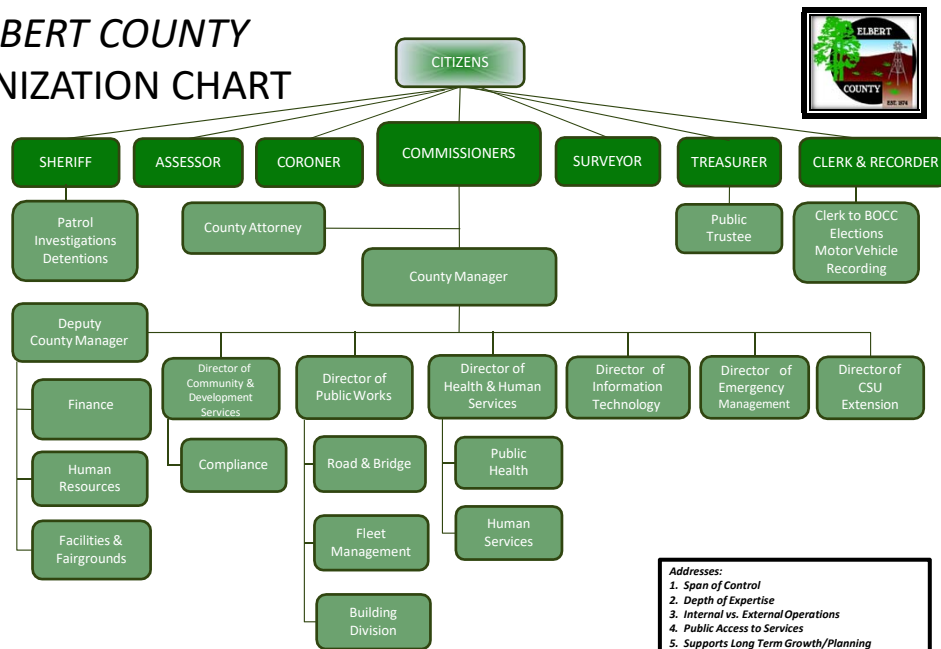 BERT COUNTY
NIZATION CHART
CITIZENS
ELBERT
COUNTY
EST. 1874
SHERIFF
ASSESSOR
CORONER
COMMISSIONERS
SURVEYOR
TREASURER
CLERK & RECORDER
Patrol
Investigations
Detentions
County Attorney
Public
Trustee
Clerk to BOCC
Elections
Motor Vehicle
Recording
County Manager
Deputy
County Manager
Director of
Community &
Development
Services
Director of
Public Works
Director of
Health & Human
Services
Director of
Information
Technology
Director of
Emergency
Management
Director of
CSU
Extension
Finance
Compliance
Road & Bridge
Public
Health
Human
Resources
Fleet
Management
Human
Services
Facilities &
Fairgrounds
Building
Division
Addresses:
1. Span of Control
2. Depth of Expertise
3. Internal vs. External Operations
4. Public Access to Services
5. Supports Long Term Growth/Planning